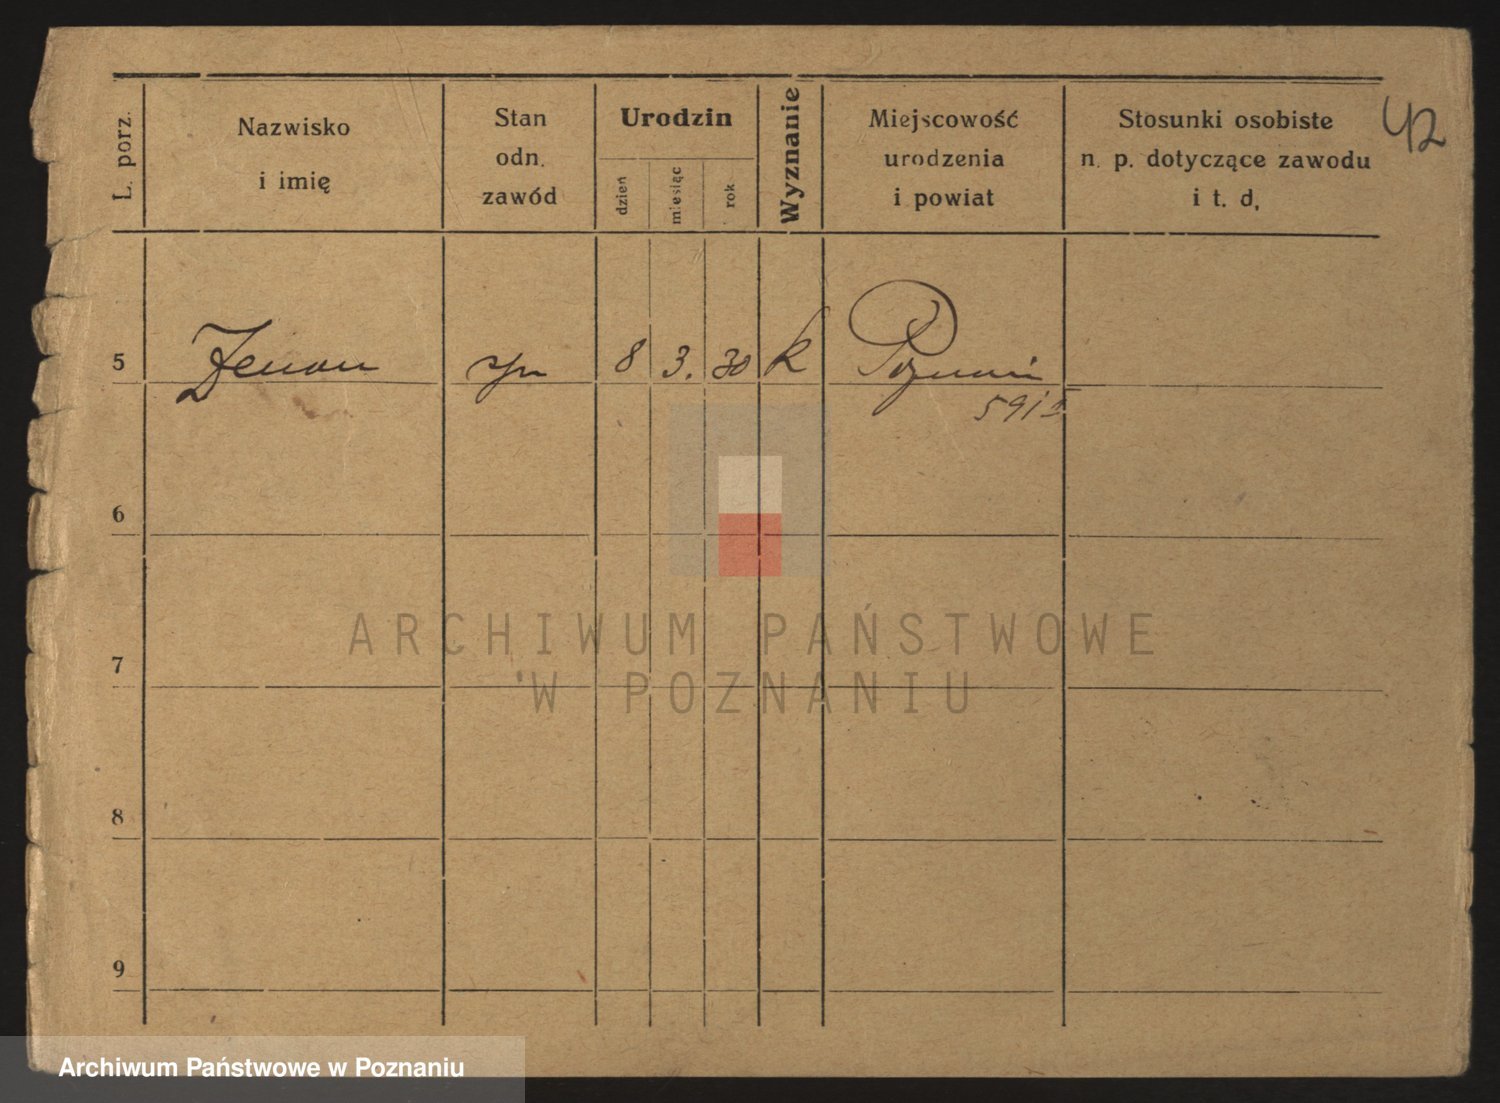 42
L. porz.
Nazwisko
i imię
Stan
odn.
zawód
Urodzin
dzień
miesiąc
rok
Wyznanie
Miejscowość
urodzenia
i powiat
Stosunki osobiste
n. p. dotyczące zawodu
i t. d.
5 Zenon syn 8 3. 30 k Poznań
5915
6
7
8
9
ARCHIWUM PAŃSTWOWE
W POZNANIU
Archiwum Państwowe w Poznaniu